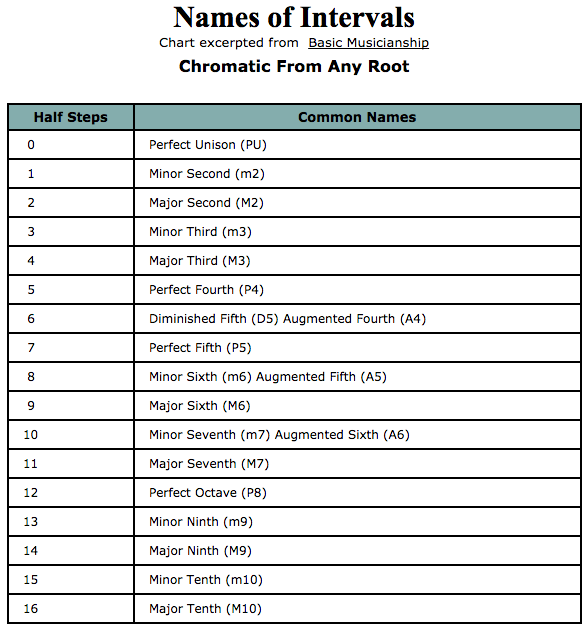 Names of Intervals
Chart excerpted from Basic Musicianship
Chromatic From Any Root
Half Steps Common Names
0 Perfect Unison (PU)
1 Minor Second (m2)
2 Major Second (M2)
3 Minor Third (m3)
4 Major Third (M3)
5 Perfect Fourth (P4)
6 Diminished Fifth (D5) Augmented Fourth (A4)
7 Perfect Fifth (P5)
8 Minor Sixth (m6) Augmented Fifth (A5)
9 Major Sixth (M6)
10 Minor Seventh (m7) Augmented Sixth (A6)
11 Major Seventh (M7)
12 Perfect Octave (P8)
13 Minor Ninth (m9)
14 Major Ninth (M9)
15 Minor Tenth (m10)
16 Major Tenth (M10)